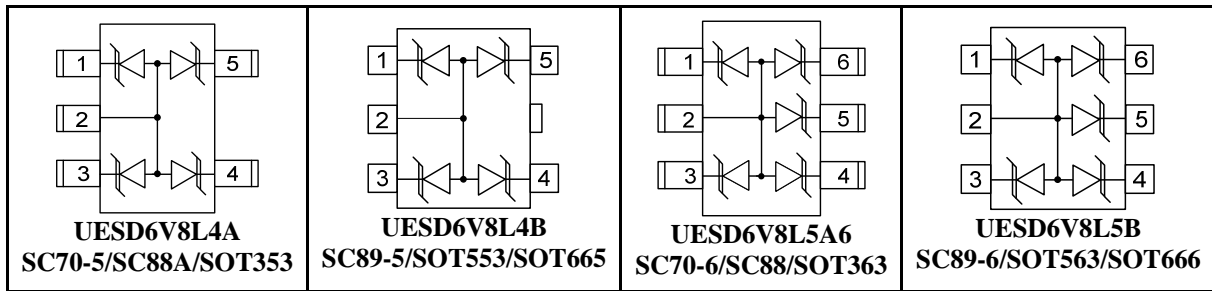 1 5
2
3 4
UESD6V8L4A
SC70-5/SC88A/SOT353
1 5
2
3 4
UESD6V8L4B
SC89-5/SOT553/SOT665
1 6
2 5
3 4
UESD6V8L5A6
SC70-6/SC88/SOT363
1 6
2 5
3 4
UESD6V8L5B
SC89-6/SOT563/SOT666